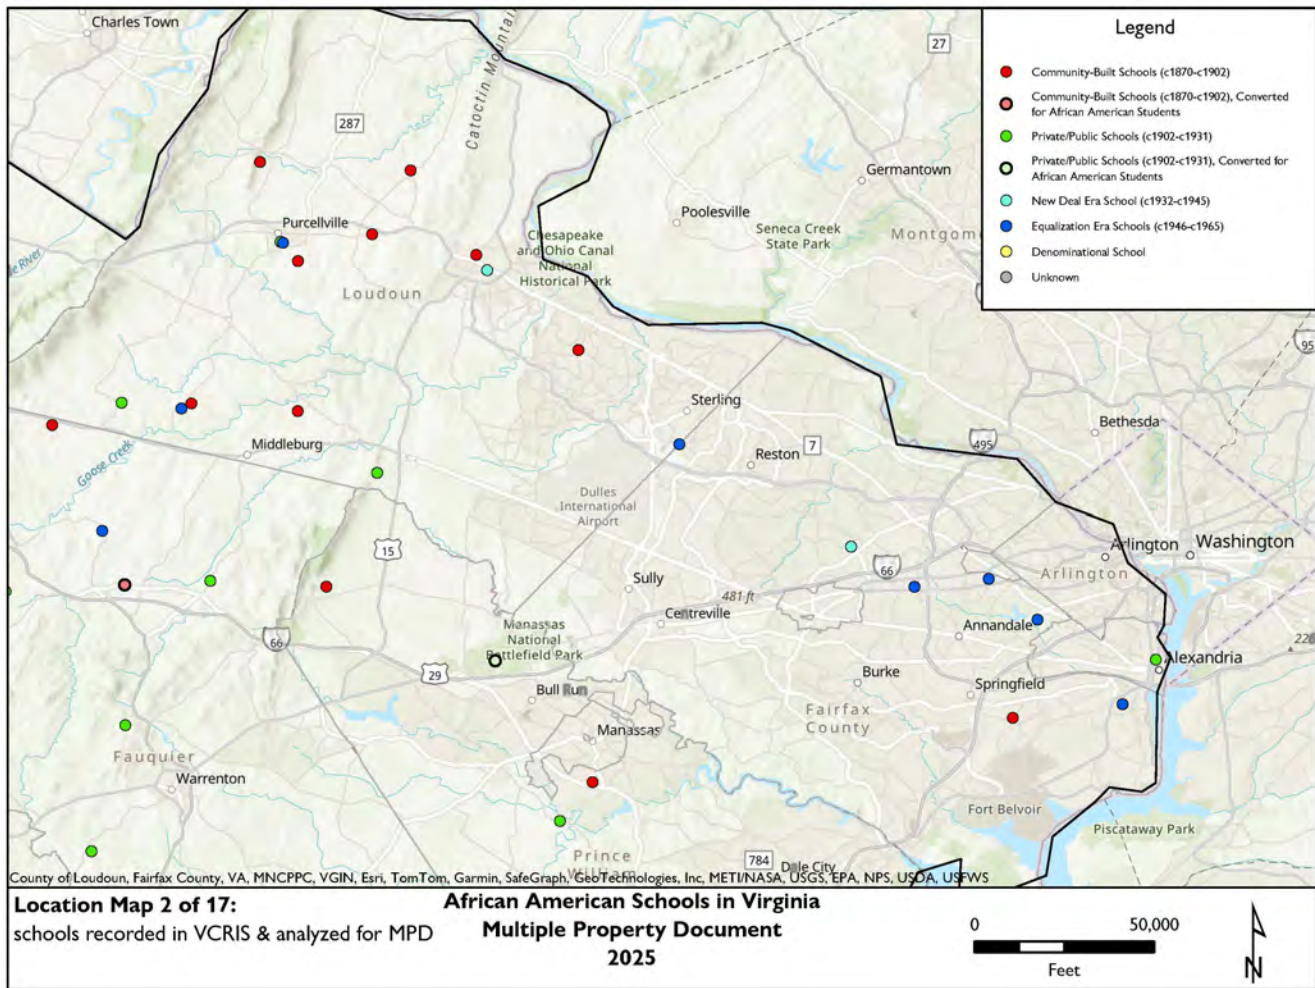 Charles Town
27
Catoctin Mountain
287
Germantown
Purcellville
Poolesville
Seneca Creek
State Park
Montgom
Chesapeake
and Ohio Canal
National
Historical Park
Loudoun
95
Sterling
Bethesda
Middleburg
7
495
Reston
Goose Creek
Dulles
International
Airport
15
Arlington
Washington
66
Arlington
Sully
481 ft
Centreville
Manassas
National
Battlefield Park
66
Annandale
29
Alexandria
Bull Run
Burke
Springfield
Fairfax
County
Manassas
Fauquier
Warrenton
Fort Belvoir
Piscataway Park
Prince
William
784
Dale City
Legend
Community-Built Schools (c1870-c1902)
Community-Built Schools (c1870-c1902), Converted
for African American Students
Private/Public Schools (c1902-c1931)
Private/Public Schools (c1902-c1931), Converted for
African American Students
New Deal Era School (c1932-c1945)
Equalization Era Schools (c1946-c1965)
Denominational School
Unknown
County of Loudoun, Fairfax County, VA, MNCPPC, VGIN, Esri, TomTom, Garmin, SafeGraph, GeoTechnologies, Inc, METI/NASA, USGS, EPA, NPS, USDA, USFWS
Location Map 2 of 17:
schools recorded in VCRIS & analyzed for MPD
African American Schools in Virginia
Multiple Property Document
2025
0 50,000
Feet
N